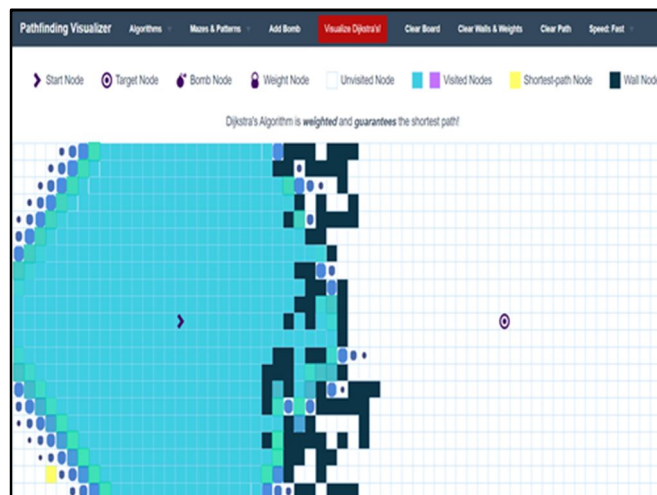 Pathfinding Visualizer Algorithms Mazes & Patterns Add Bomb Visualize Dijkstra's! Clear Board Clear Walls & Weights Clear Path Speed: Fast
Start Node Target Node Bomb Node Weight Node Unvisited Node Visited Nodes Shortest-path Node Wall Node
Dijkstra's Algorithm is weighted and guarantees the shortest path!